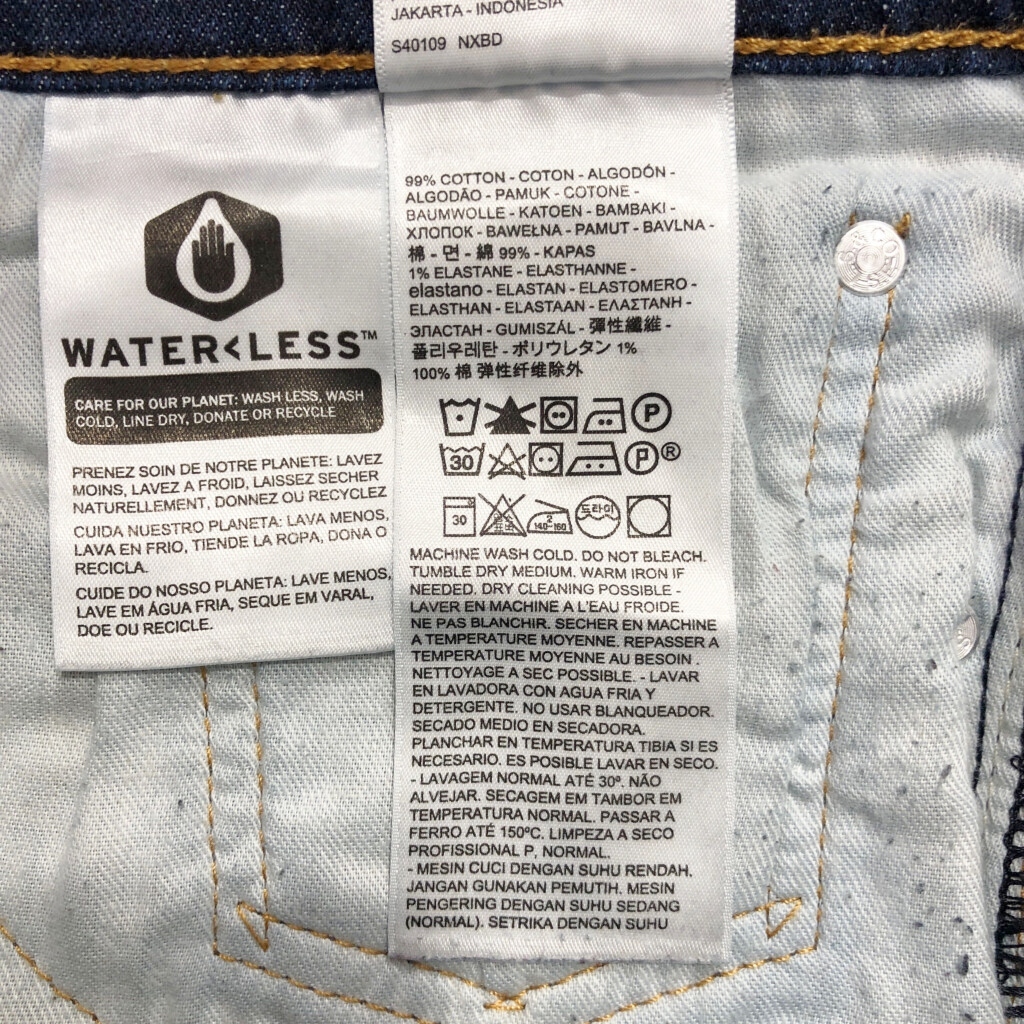 JAKARTA - INDONESIA
S40109 NXBD
WATER<LESS™
CARE FOR OUR PLANET: WASH LESS, WASH
COLD, LINE DRY, DONATE OR RECYCLE
PRENEZ SOIN DE NOTRE PLANETE: LAVEZ
MOINS, LAVEZ A FROID, LAISSEZ SECHER
NATURELLEMENT, DONNEZ OU RECYCLEZ
CUIDA NUESTRO PLANETA: LAVA MENOS,
LAVA EN FRIO, TIENDE LA ROPA, DONA O
RECICLA.
CUIDE DO NOSSO PLANETA: LAVE MENOS,
LAVE EM ÁGUA FRIA, SEQUE EM VARAL,
DOE OU RECICLE.
99% COTTON - COTON - ALGODÓN -
ALGODÃO - PAMUK - COTONE -
BAUMWOLLE - KATOEN - BAMBAKI -
ХЛОПОК - BAWEŁNA - PAMUT - BAVLNA -
棉 - 면 - 綿 99% - KAPAS
1% ELASTANE - ELASTHANNE -
elastano - ELASTAN - ELASTOMERO -
ELASTHAN - ELASTAAN - ΕΛΑΣΤΑΝΗ -
ЭЛАСТАН - GUMISZÁL - 彈性纖維 -
폴리우레탄 - ポリウレタン 1%
100% 棉 弹性纤维除外
P
30 P ®
30 2 140~160 드라이
MACHINE WASH COLD. DO NOT BLEACH.
TUMBLE DRY MEDIUM. WARM IRON IF
NEEDED. DRY CLEANING POSSIBLE -
LAVER EN MACHINE A L'EAU FROIDE.
NE PAS BLANCHIR. SECHER EN MACHINE
A TEMPERATURE MOYENNE. REPASSER A
TEMPERATURE MOYENNE AU BESOIN .
NETTOYAGE A SEC POSSIBLE. - LAVAR
EN LAVADORA CON AGUA FRIA Y
DETERGENTE. NO USAR BLANQUEADOR.
SECADO MEDIO EN SECADORA.
PLANCHAR EN TEMPERATURA TIBIA SI ES
NECESARIO. ES POSIBLE LAVAR EN SECO.
- LAVAGEM NORMAL ATÉ 30º. NÃO
ALVEJAR. SECAGEM EM TAMBOR EM
TEMPERATURA NORMAL. PASSAR A
FERRO ATÉ 150ºC. LIMPEZA A SECO
PROFISSIONAL P, NORMAL.
- MESIN CUCI DENGAN SUHU RENDAH.
JANGAN GUNAKAN PEMUTIH. MESIN
PENGERING DENGAN SUHU SEDANG
(NORMAL). SETRIKA DENGAN SUHU